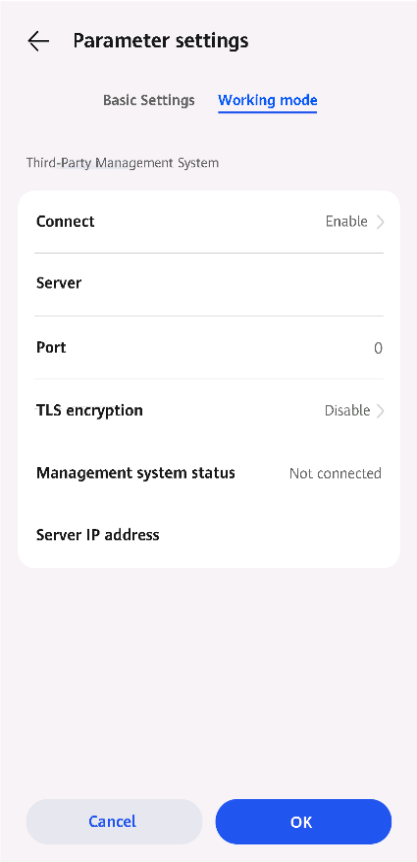 Parameter settings
Basic Settings Working mode
Third-Party Management System
Connect Enable
Server
Port 0
TLS encryption Disable
Management system status Not connected
Server IP address
Cancel OK